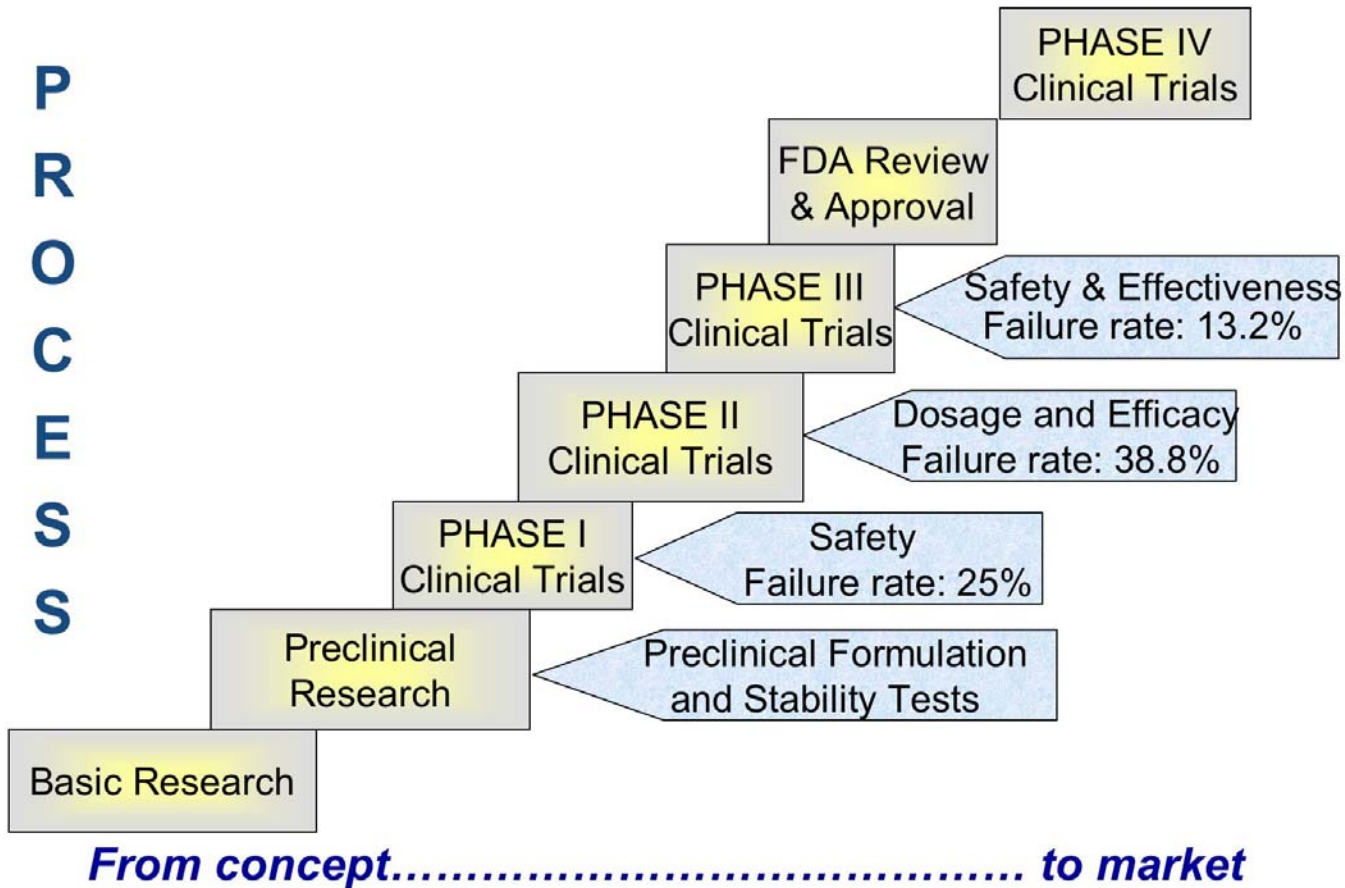 PROCESS
PHASE IV
Clinical Trials
FDA Review
& Approval
PHASE III
Clinical Trials
Safety & Effectiveness
Failure rate: 13.2%
PHASE II
Clinical Trials
Dosage and Efficacy
Failure rate: 38.8%
PHASE I
Clinical Trials
Safety
Failure rate: 25%
Preclinical
Research
Preclinical Formulation
and Stability Tests
Basic Research
From concept………………………………… to market